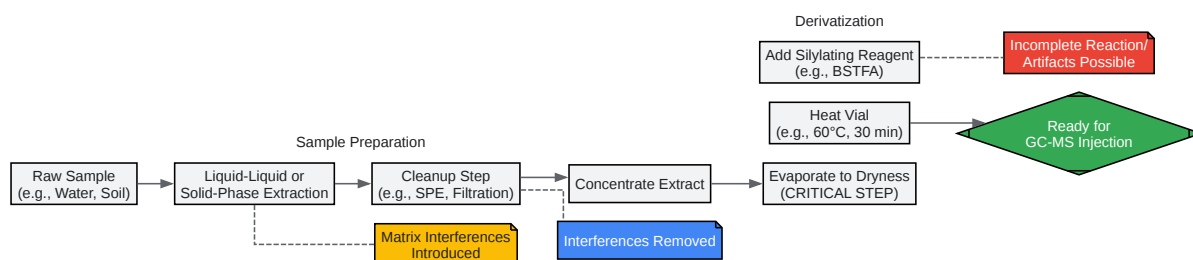 Derivatization
Add Silylating Reagent
(e.g., BSTFA)
Incomplete Reaction/
Artifacts Possible
Heat Vial
(e.g., 60°C, 30 min)
Ready for
GC-MS Injection
Sample Preparation
Raw Sample
(e.g., Water, Soil)
Liquid-Liquid or
Solid-Phase Extraction
Cleanup Step
(e.g., SPE, Filtration)
Concentrate Extract
Evaporate to Dryness
(CRITICAL STEP)
Matrix Interferences
Introduced
Interferences Removed